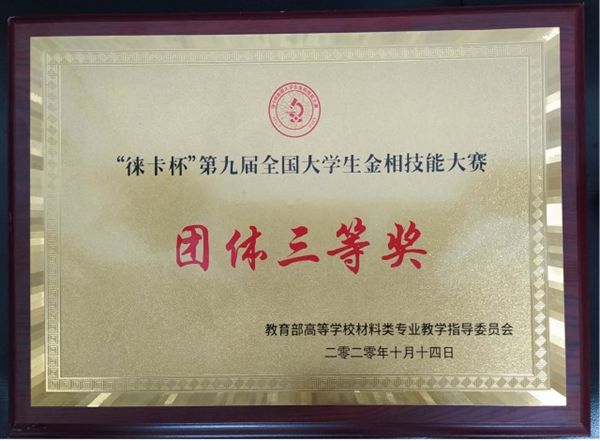 “徕卡杯”第九届全国大学生金相技能大赛
团体三等奖
教育部高等学校材料类专业教学指导委员会
二零二零年十月十四日